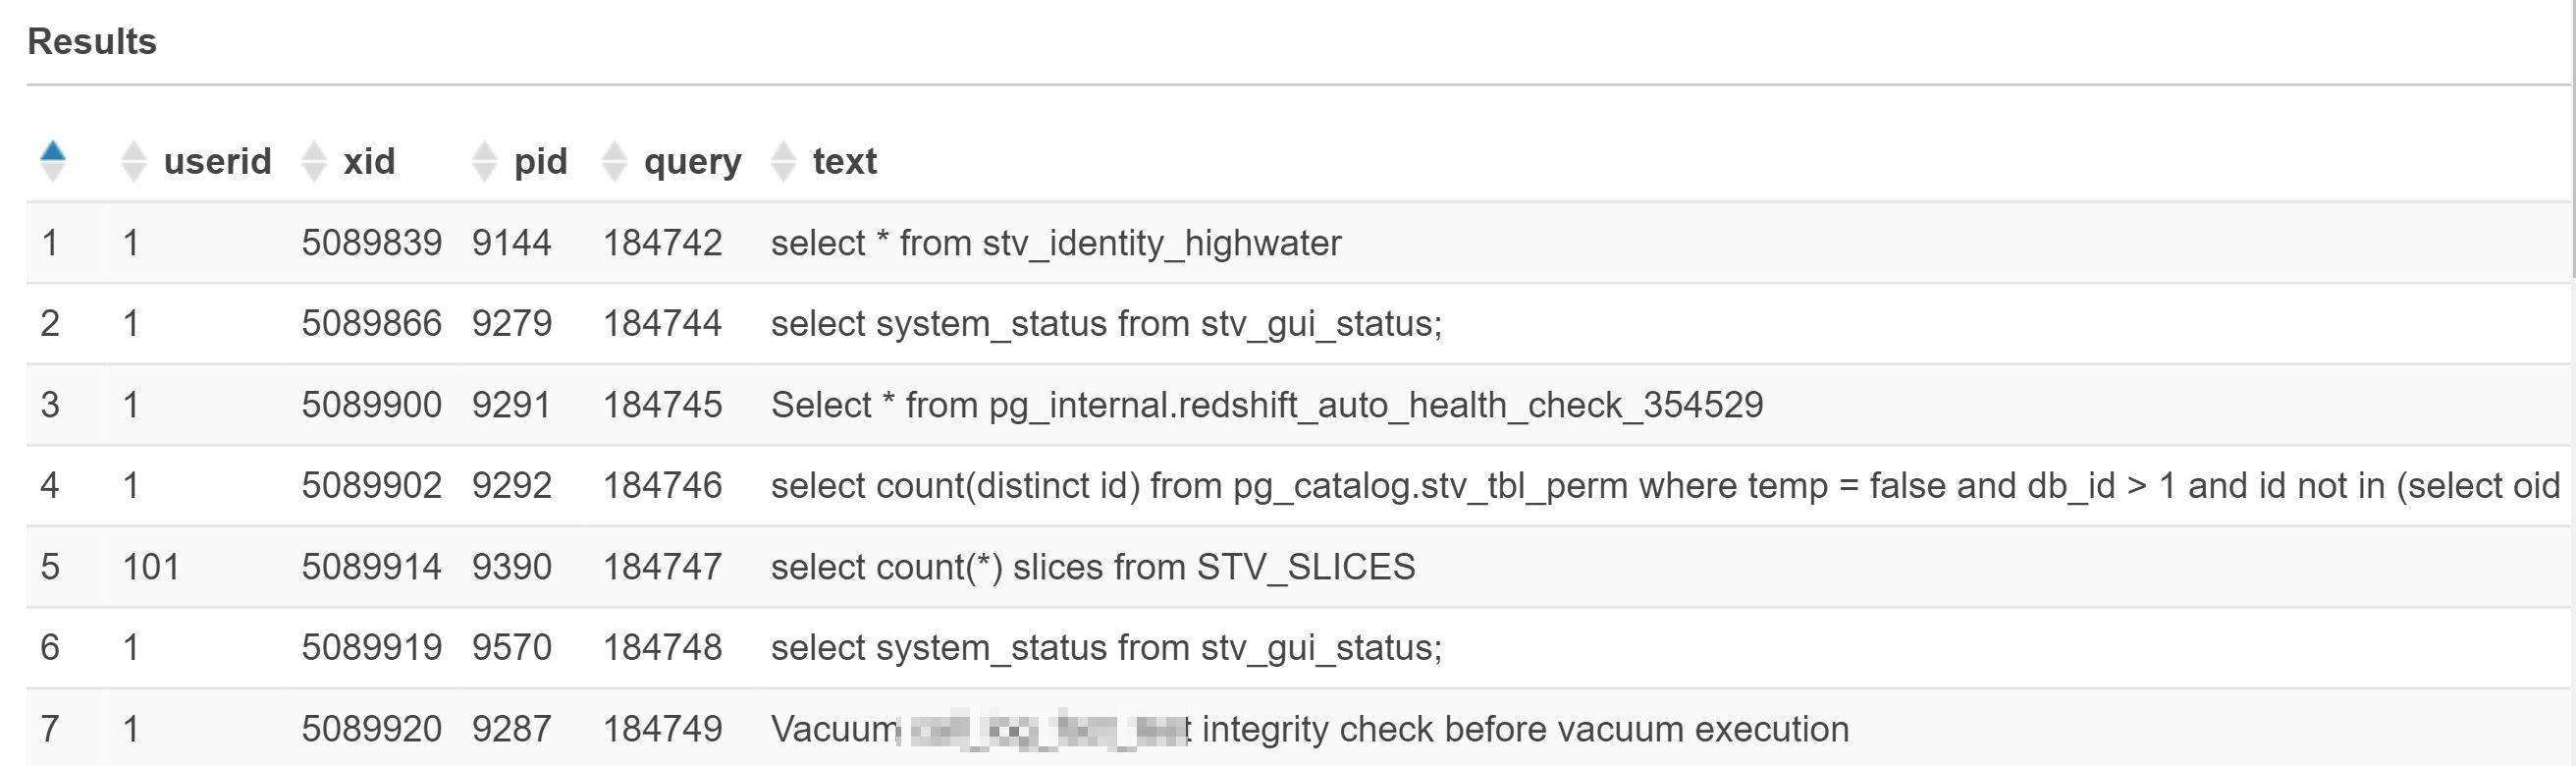 Results
userid xid pid query text
1 1 5089839 9144 184742 select * from stv_identity_highwater
2 1 5089866 9279 184744 select system_status from stv_gui_status;
3 1 5089900 9291 184745 Select * from pg_internal.redshift_auto_health_check_354529
4 1 5089902 9292 184746 select count(distinct id) from pg_catalog.stv_tbl_perm where temp = false and db_id > 1 and id not in (select oid
5 101 5089914 9390 184747 select count(*) slices from STV_SLICES
6 1 5089919 9570 184748 select system_status from stv_gui_status;
7 1 5089920 9287 184749 Vacuum integrity check before vacuum execution